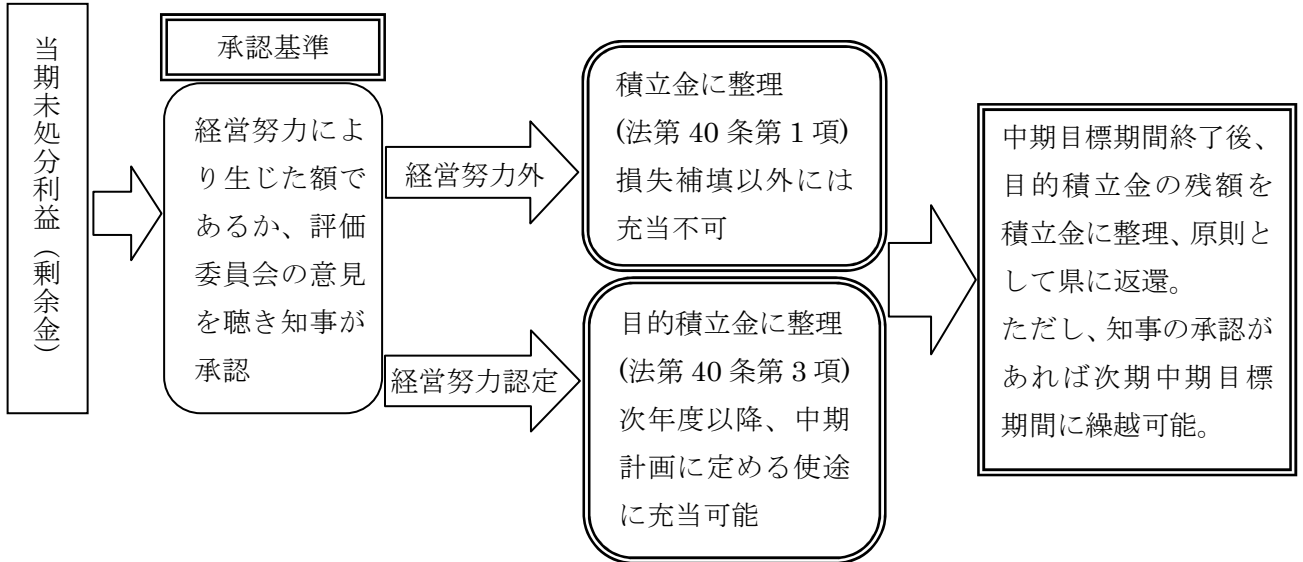 当期未処分利益（剰余金）
承認基準
経営努力によ
り生じた額で
あるか、評価
委員会の意見
を聴き知事が
承認
経営努力外
経営努力認定
積立金に整理
(法第 40 条第 1 項)
損失補填以外には
充当不可
目的積立金に整理
(法第 40 条第 3 項)
次年度以降、中期
計画に定める使途
に充当可能
中期目標期間終了後、
目的積立金の残額を
積立金に整理、原則と
して県に返還。
ただし、知事の承認が
あれば次期中期目標
期間に繰越可能。